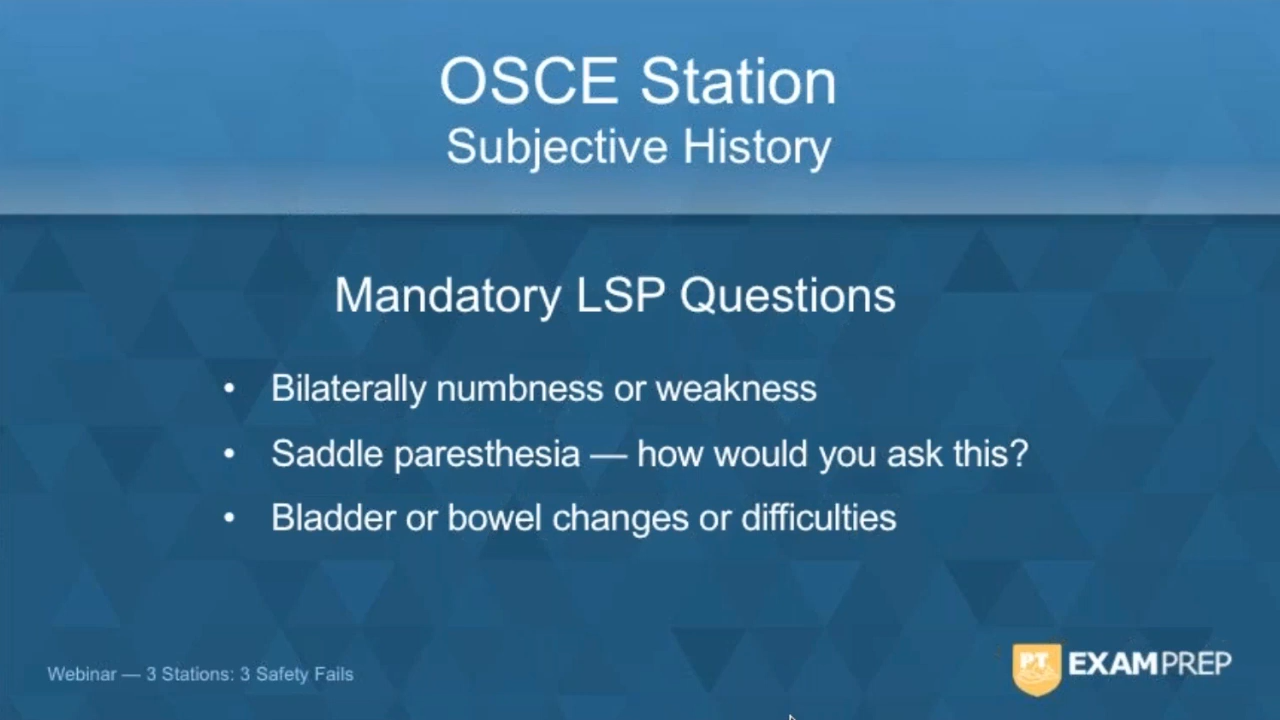 OSCE Station
Subjective History
Mandatory LSP Questions
• Bilaterally numbness or weakness
• Saddle paresthesia — how would you ask this?
• Bladder or bowel changes or difficulties
Webinar — 3 Stations: 3 Safety Fails
PT EXAMPREP